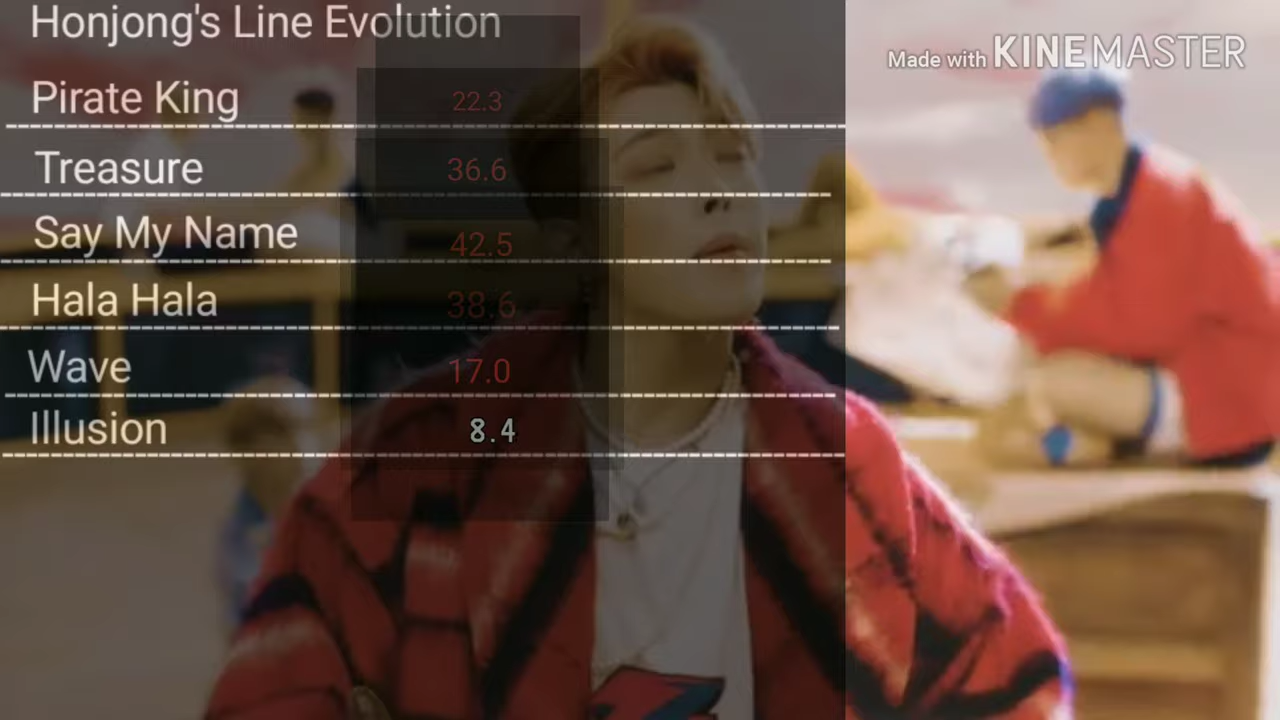 Honjong's Line Evolution
Made with KINEMASTER
Pirate King 22.3
Treasure 36.6
Say My Name 42.5
Hala Hala 38.6
Wave 17.0
Illusion 8.4